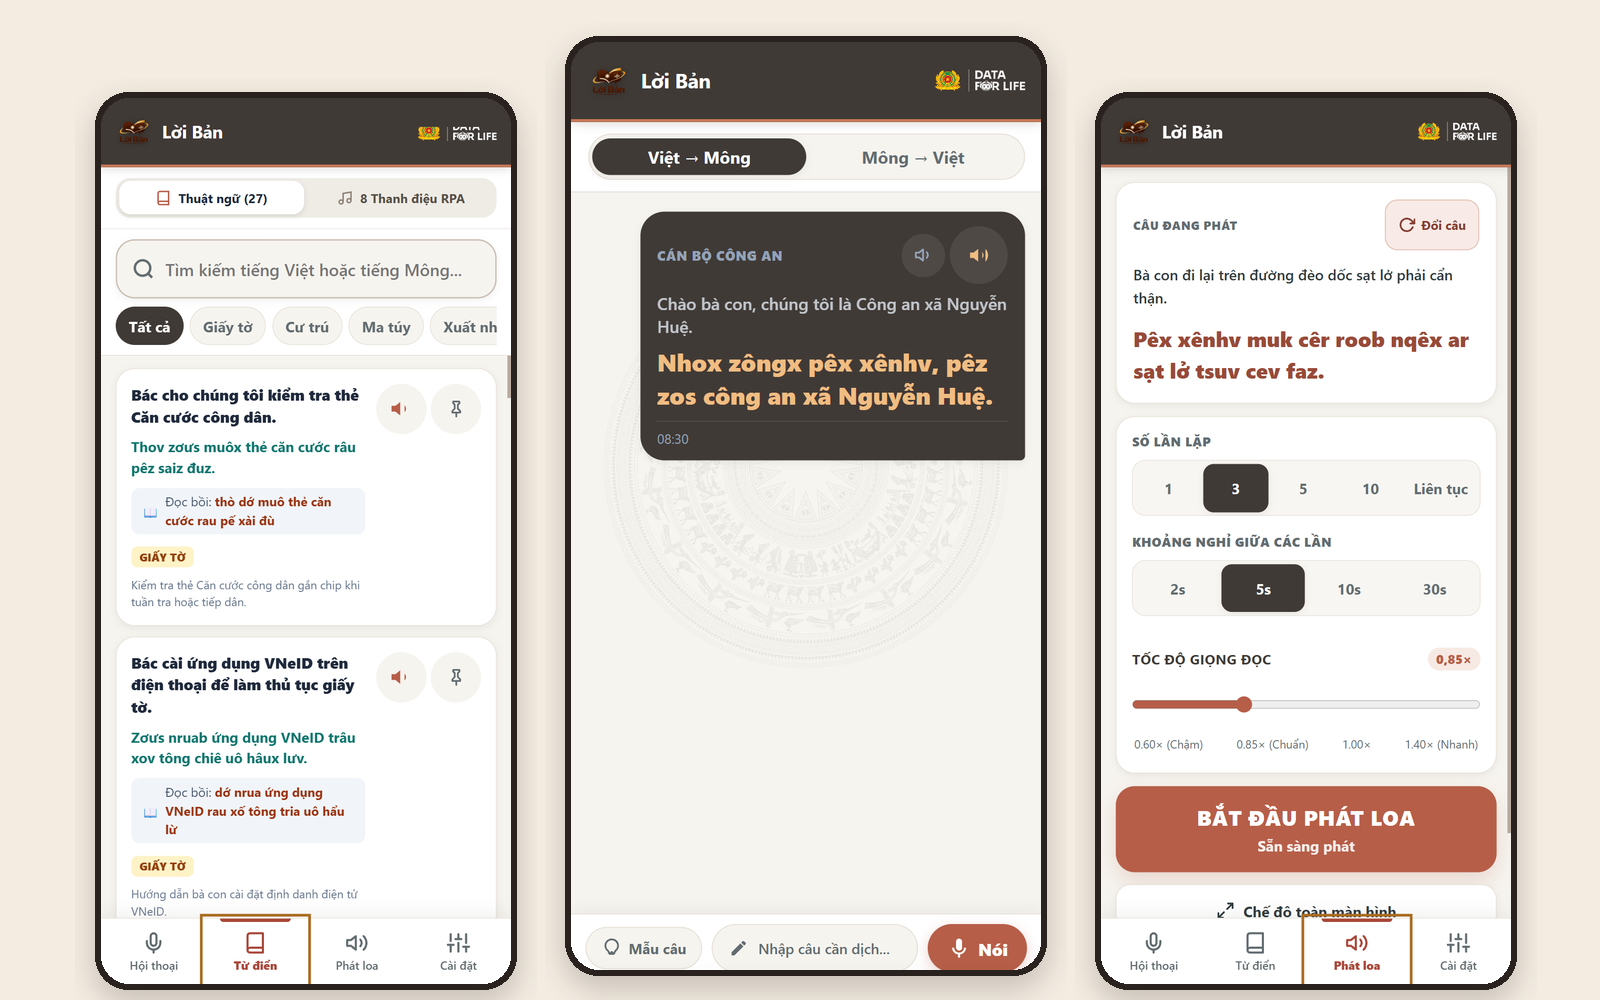 Lời Bản
DATA
FOR LIFE
Thuật ngữ (27)
8 Thanh điệu RPA
Tìm kiếm tiếng Việt hoặc tiếng Mông...
Tất cả
Giấy tờ
Cư trú
Ma túy
Xuất nh
Bác cho chúng tôi kiểm tra thẻ
Căn cước công dân.
Thov zơưs muôx thẻ căn cước râu
pêz saiz đuz.
Đọc bồi: thò dớ muô thẻ căn
cước rau pế xài đù
GIẤY TỜ
Kiểm tra thẻ Căn cước công dân gắn chip khi
tuần tra hoặc tiếp dân.
Bác cài ứng dụng VNeID trên
điện thoại để làm thủ tục giấy
tờ.
Zơưs nruab ứng dụng VNeID trâu
xov tông chiê uô hâux lưv.
Đọc bồi: dớ nrua ứng dụng
VNeID rau xố tông tria uô hẩu
lừ
GIẤY TỜ
Hướng dẫn bà con cài đặt định danh điện tử
VNeID.
Hội thoại
Từ điển
Phát loa
Cài đặt
Lời Bản
DATA
FOR LIFE
Việt → Mông
Mông → Việt
CÁN BỘ CÔNG AN
Chào bà con, chúng tôi là Công an xã Nguyễn
Huệ.
Nhox zôngx pêx xênhv, pêz
zos công an xã Nguyễn Huệ.
08:30
Mẫu câu
Nhập câu cần dịch...
Nói
Lời Bản
DATA
FOR LIFE
CÂU ĐANG PHÁT
Đổi câu
Bà con đi lại trên đường đèo dốc sạt lở phải cẩn
thận.
Pêx xênhv muk cêr roob nqêx ar
sạt lở tsuv cev faz.
SỐ LẦN LẶP
1
3
5
10
Liên tục
KHOẢNG NGHỈ GIỮA CÁC LẦN
2s
5s
10s
30s
TỐC ĐỘ GIỌNG ĐỌC
0,85×
0.60× (Chậm)
0.85× (Chuẩn)
1.00×
1.40× (Nhanh)
BẮT ĐẦU PHÁT LOA
Sẵn sàng phát
Chế độ toàn màn hình
Hội thoại
Từ điển
Phát loa
Cài đặt